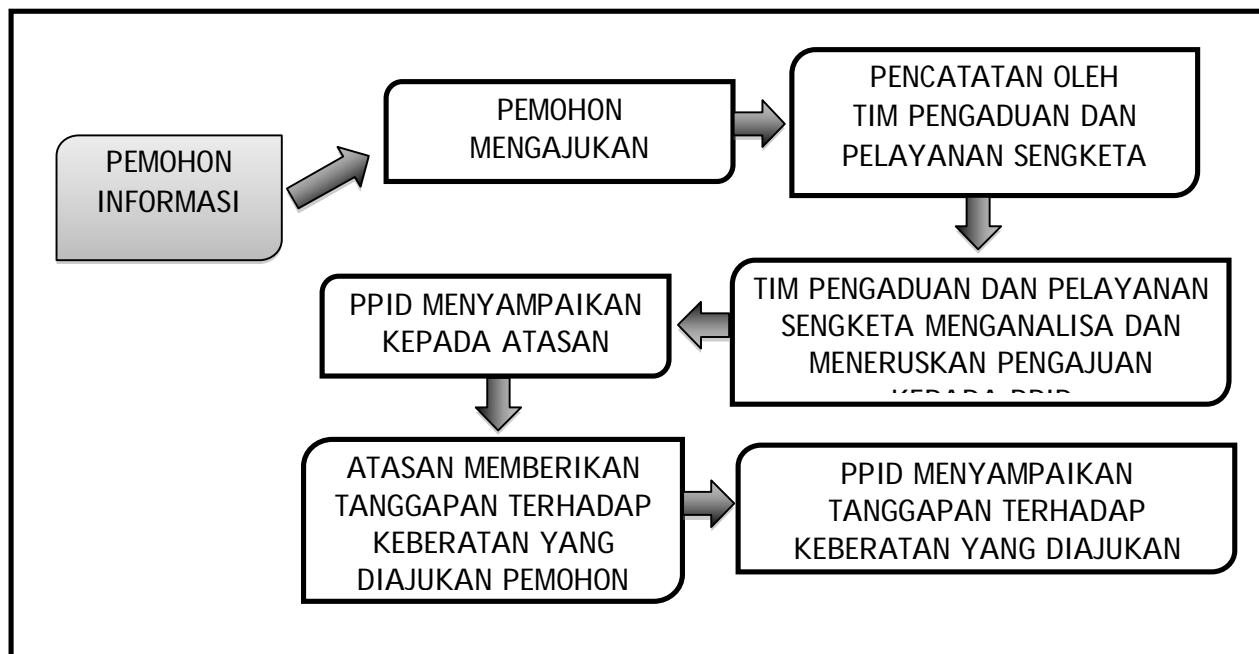 PEMOHON
INFORMASI
PEMOHON
MENGAJUKAN
PENCATATAN OLEH
TIM PENGADUAN DAN
PELAYANAN SENGKETA
TIM PENGADUAN DAN PELAYANAN
SENGKETA MENGANALISA DAN
MENERUSKAN PENGAJUAN
KEPADA PPID
PPID MENYAMPAIKAN
KEPADA ATASAN
ATASAN MEMBERIKAN
TANGGAPAN TERHADAP
KEBERATAN YANG
DIAJUKAN PEMOHON
PPID MENYAMPAIKAN
TANGGAPAN TERHADAP
KEBERATAN YANG DIAJUKAN